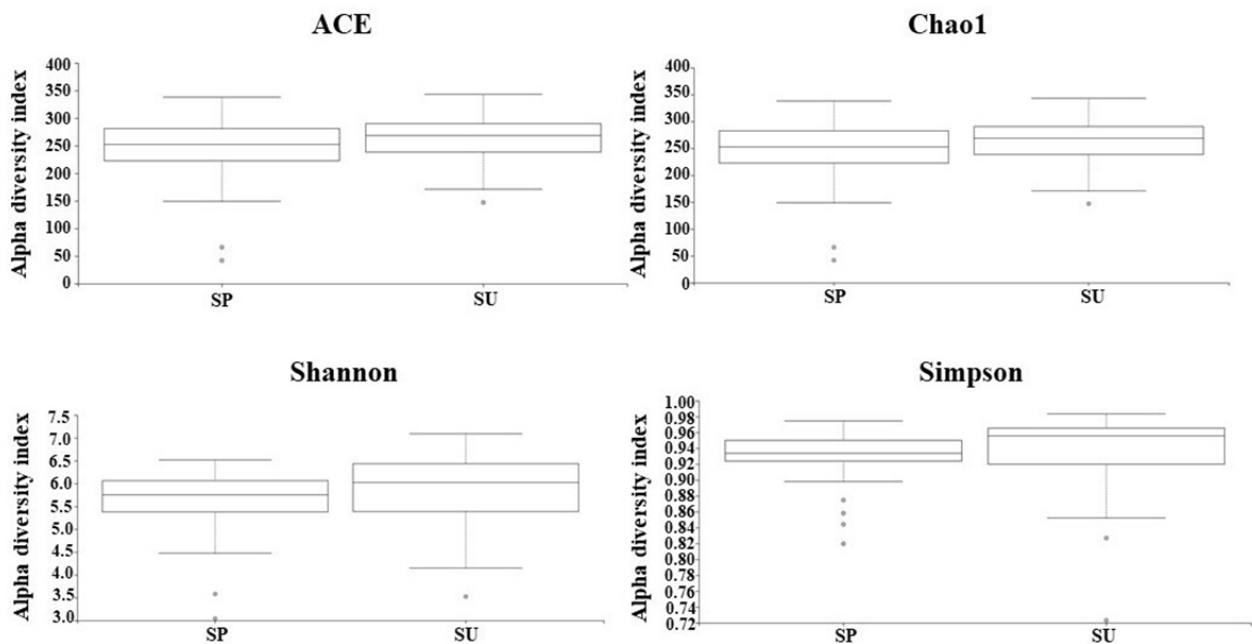 ACE
Alpha diversity index
400
350
300
250
200
150
100
50
0
SP
SU
Chao1
Alpha diversity index
400
350
300
250
200
150
100
50
0
SP
SU
Shannon
Alpha diversity index
7.5
7.0
6.5
6.0
5.5
5.0
4.5
4.0
3.5
3.0
SP
SU
Simpson
Alpha diversity index
1.00
0.98
0.96
0.94
0.92
0.90
0.88
0.86
0.84
0.82
0.80
0.78
0.76
0.74
0.72
SP
SU